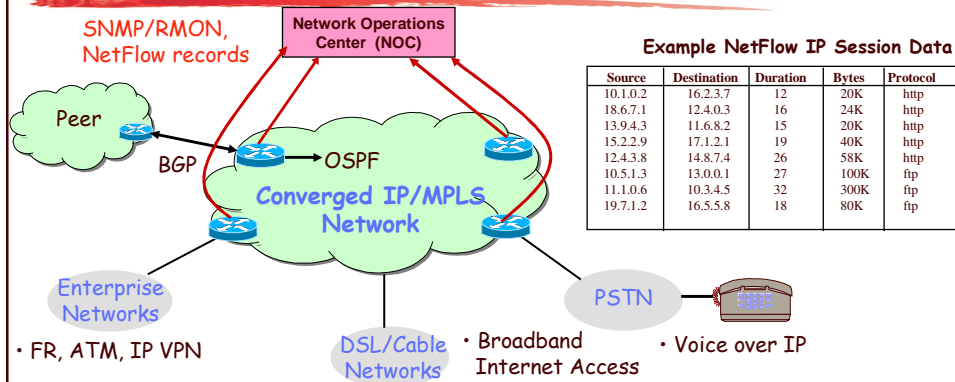 SNMP/RMON,
NetFlow records
Network Operations
Center (NOC)
Example NetFlow IP Session Data
Source Destination Duration Bytes Protocol
10.1.0.2 16.2.3.7 12 20K http
18.6.7.1 12.4.0.3 16 24K http
13.9.4.3 11.6.8.2 15 20K http
15.2.2.9 17.1.2.1 19 40K http
12.4.3.8 14.8.7.4 26 58K http
10.5.1.3 13.0.0.1 27 100K ftp
11.1.0.6 10.3.4.5 32 300K ftp
19.7.1.2 16.5.5.8 18 80K ftp
Peer
BGP
OSPF
Converged IP/MPLS
Network
Enterprise
Networks
PSTN
• FR, ATM, IP VPN
DSL/Cable
Networks
• Broadband
Internet Access
• Voice over IP